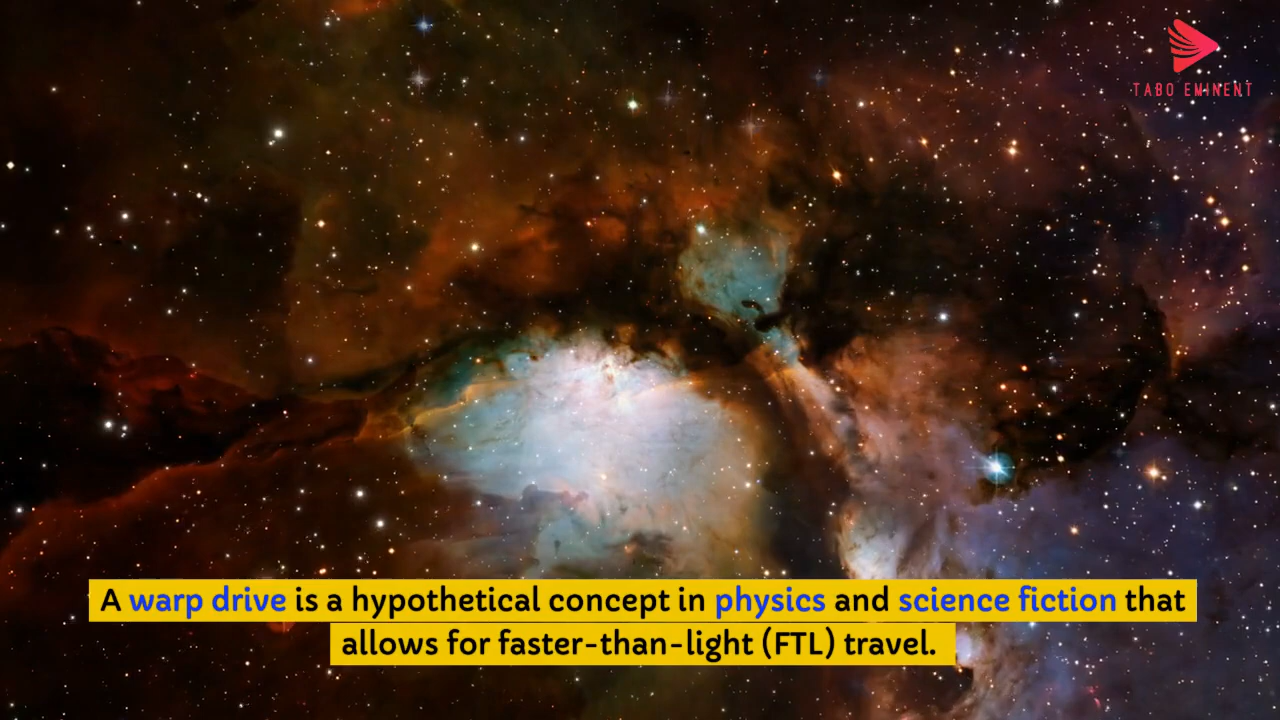 TABO EMINENT
A warp drive is a hypothetical concept in physics and science fiction that
allows for faster-than-light (FTL) travel.